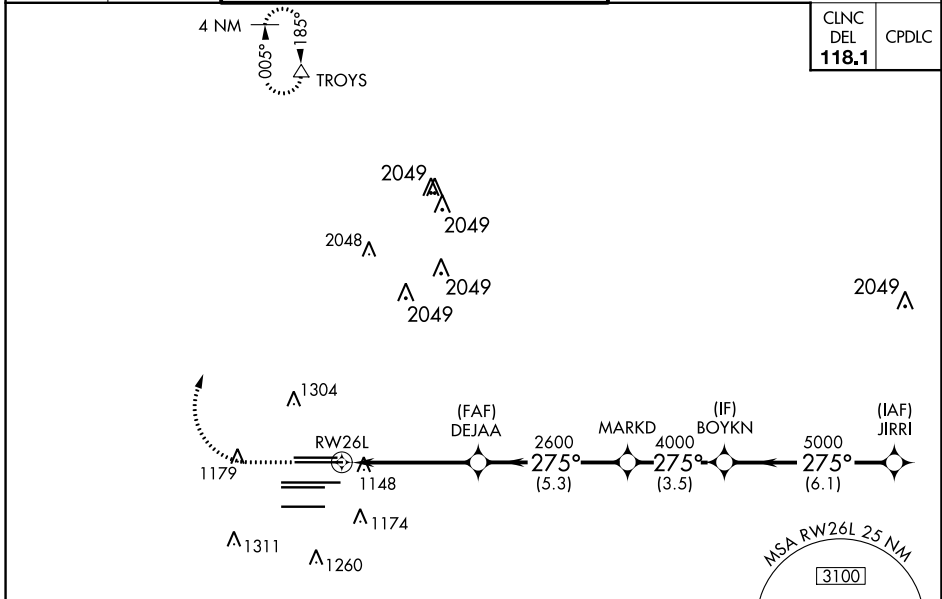 4 NM
005°
185°
TROYS
CLNC
DEL
118.1
CPDLC
2049
2049
2048
2049
2049
2049
1304
RW26L
1179
1148
1174
1311
1260
(FAF)
DEJAA
2600
275°
(5.3)
MARKD
4000
275°
(3.5)
(IF)
BOYKN
5000
275°
(6.1)
(IAF)
JIRRI
MSA RW26L 25 NM
3100